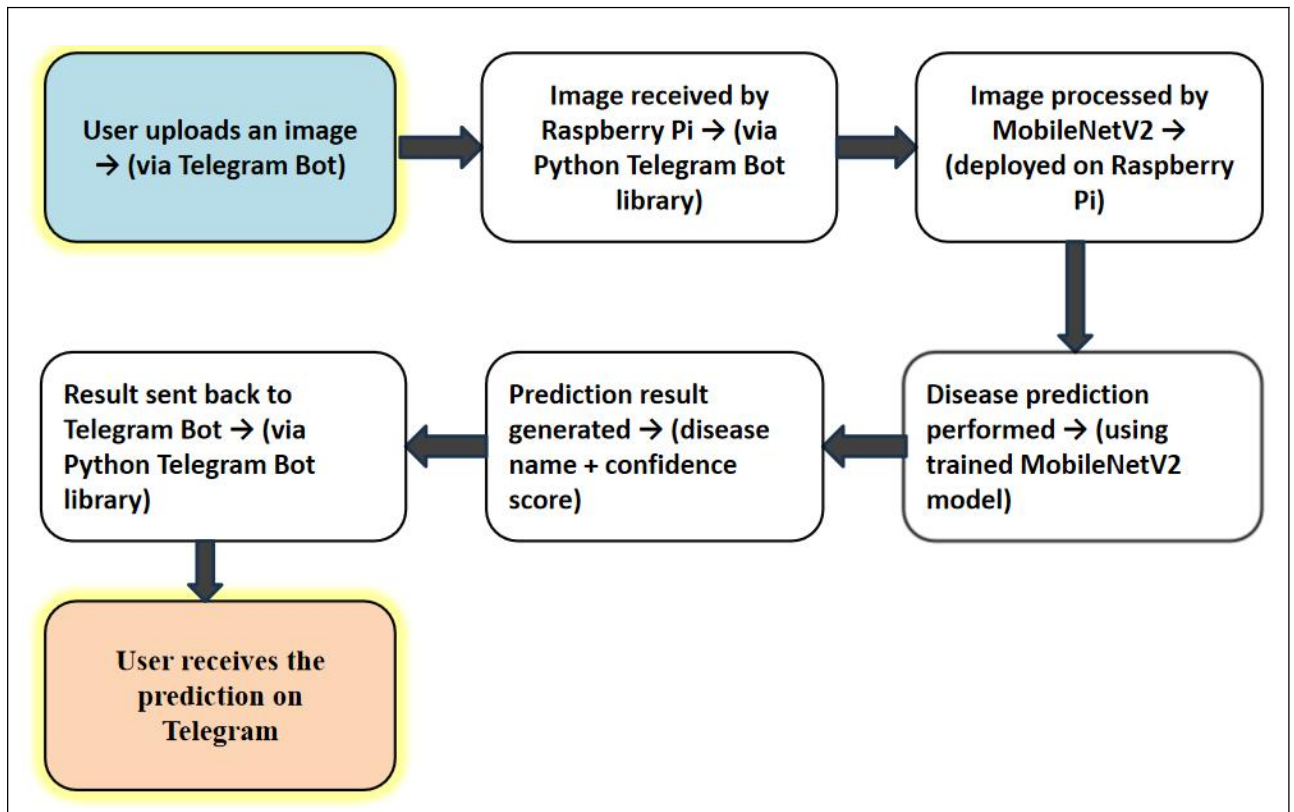 User uploads an image
→ (via Telegram Bot)
Image received by
Raspberry Pi → (via
Python Telegram Bot
library)
Image processed by
MobileNetV2 →
(deployed on Raspberry
Pi)
Disease prediction
performed → (using
trained MobileNetV2
model)
Prediction result
generated → (disease
name + confidence
score)
Result sent back to
Telegram Bot → (via
Python Telegram Bot
library)
User receives the
prediction on
Telegram